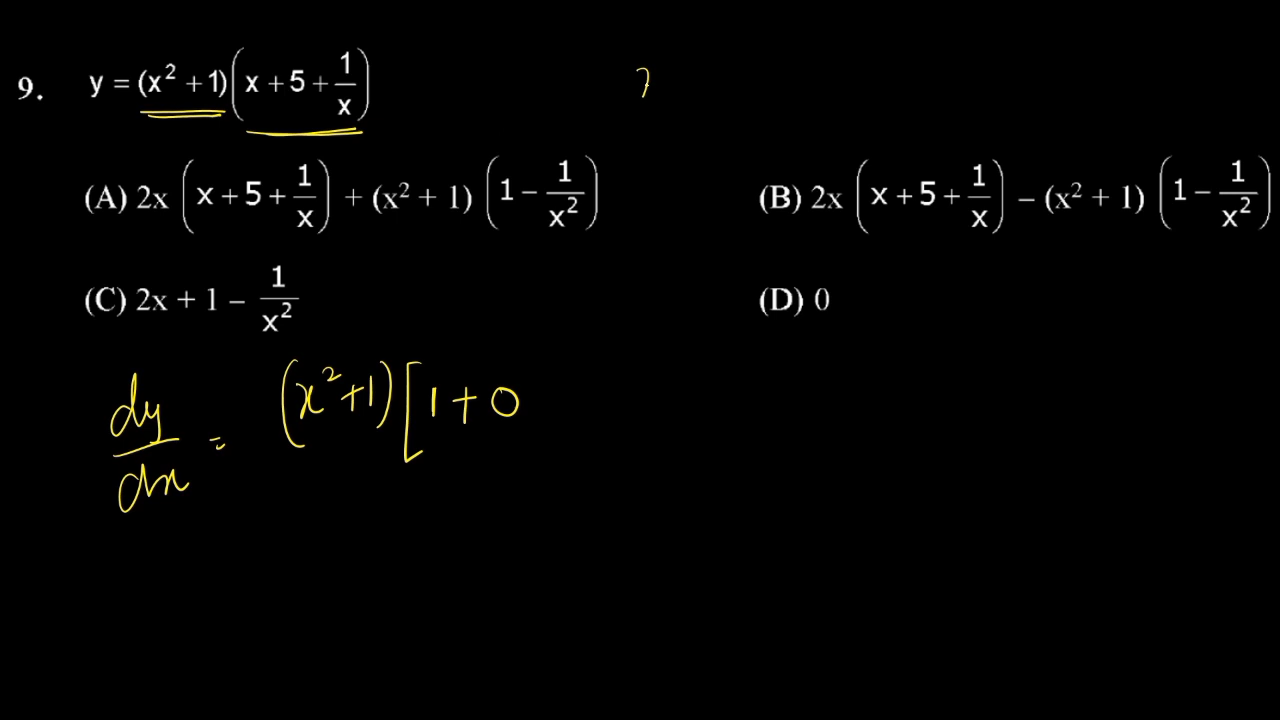 9. y = (x² + 1)(x + 5 + 1/x)
(A) 2x (x + 5 + 1/x) + (x² + 1) (1 − 1/x²)
(B) 2x (x + 5 + 1/x) − (x² + 1) (1 − 1/x²)
(C) 2x + 1 − 1/x²
(D) 0
dy/dx = (x²+1)[1+0